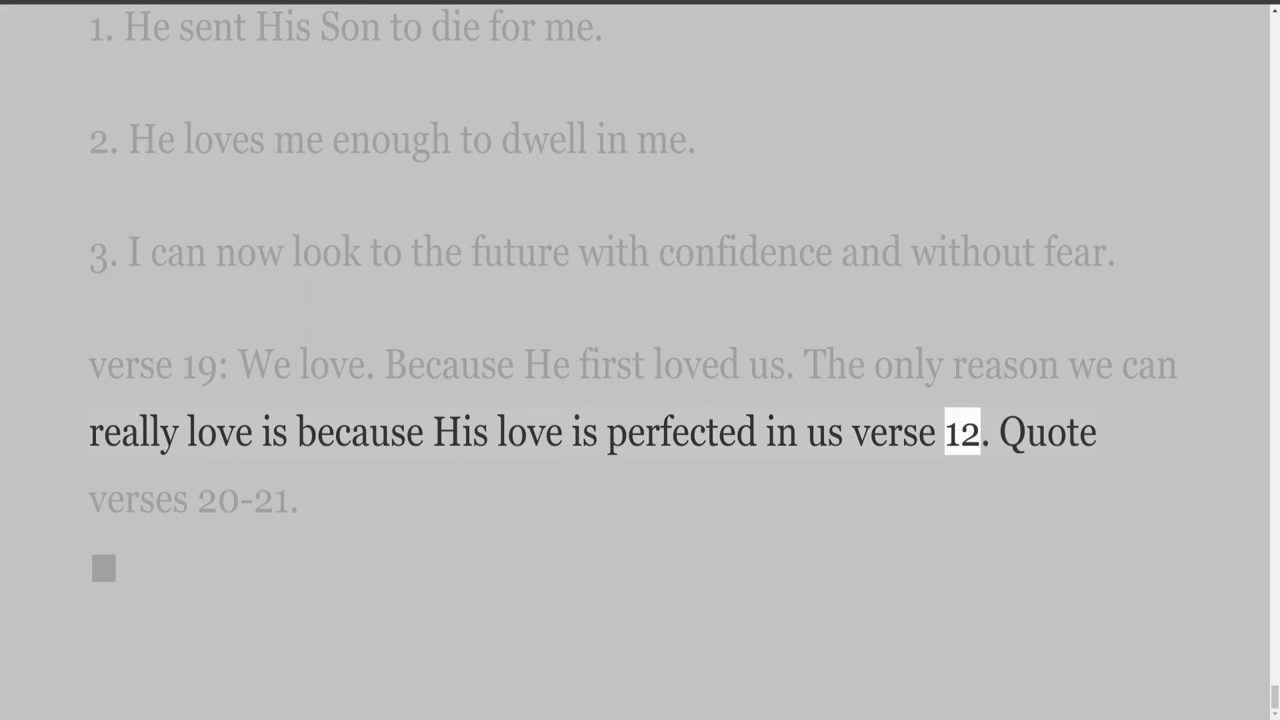 1. He sent His Son to die for me.
2. He loves me enough to dwell in me.
3. I can now look to the future with confidence and without fear.
verse 19: We love. Because He first loved us. The only reason we can
really love is because His love is perfected in us verse 12. Quote
verses 20-21.